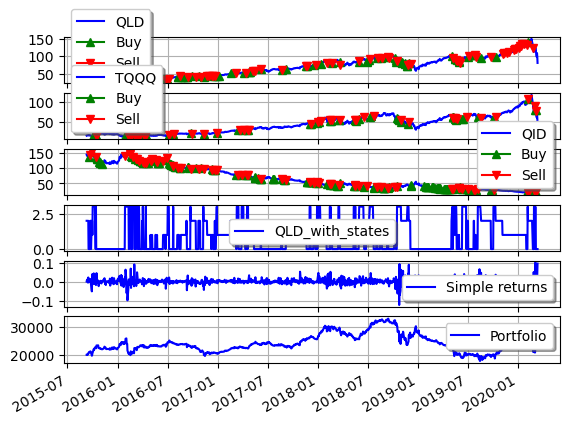 QLD
Buy
Sell
150
100
50
TQQQ
Buy
Sell
100
50
QID
Buy
Sell
150
100
50
QLD_with_states
2.5
0.0
Simple returns
0.1
0.0
−0.1
Portfolio
30000
20000
2015-07
2016-01
2016-07
2017-01
2017-07
2018-01
2018-07
2019-01
2019-07
2020-01